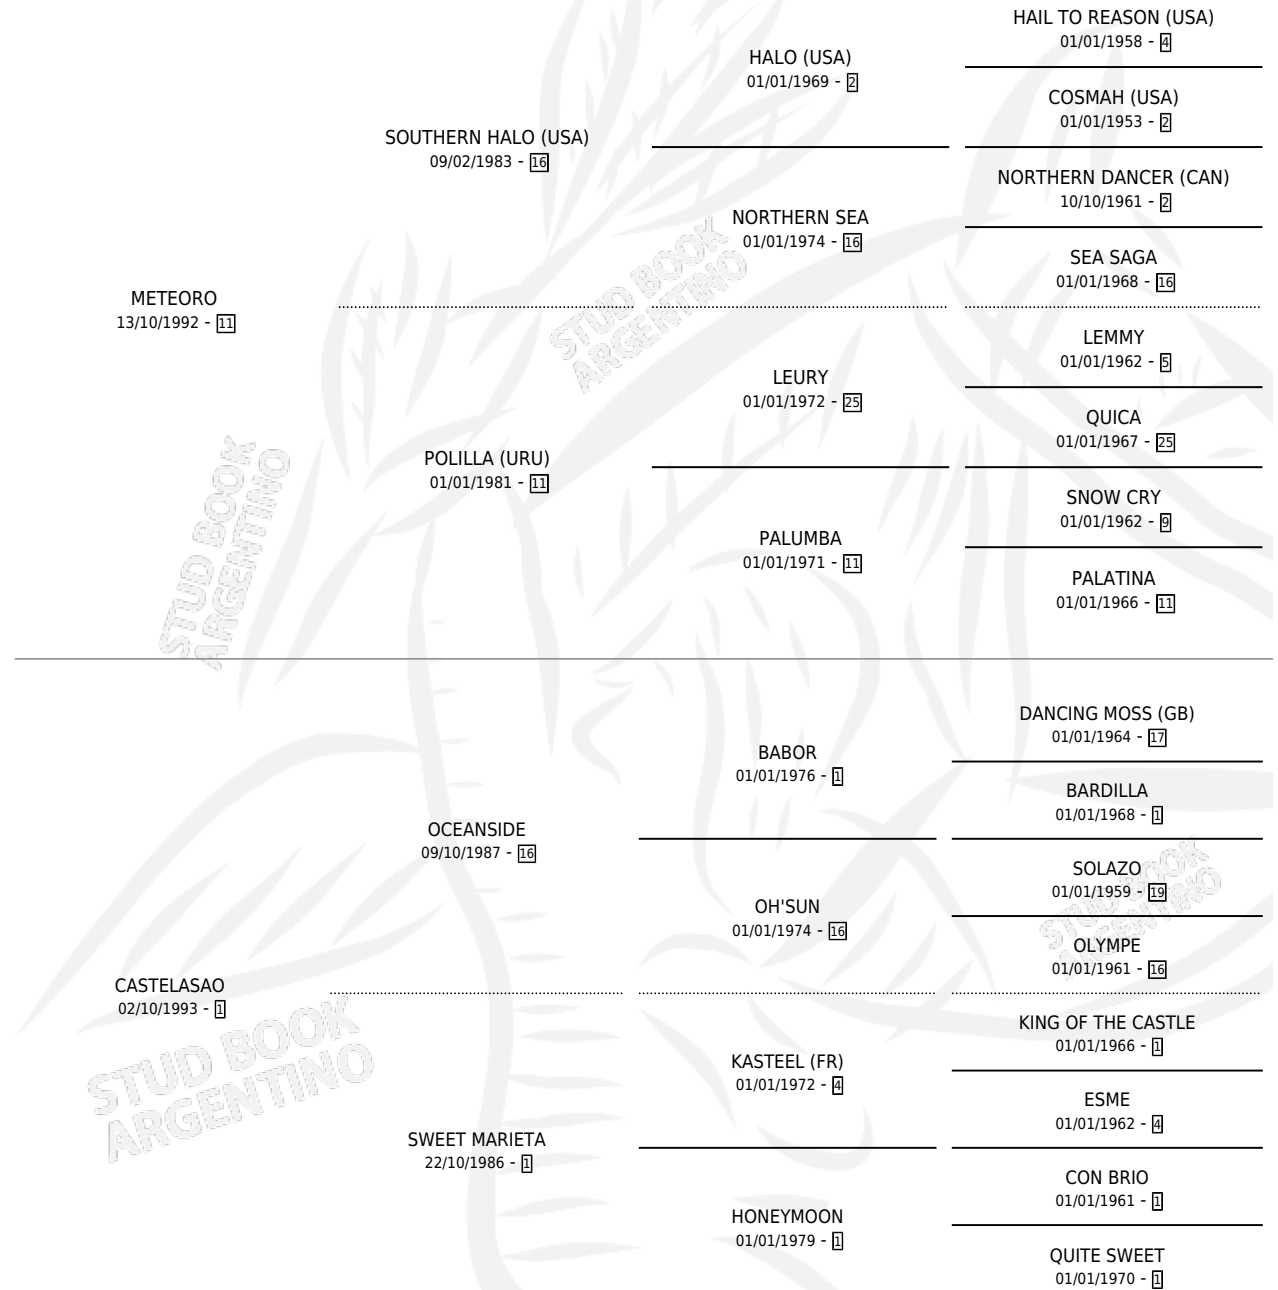 HAIL TO REASON (USA)
01/01/1958 - 4
HALO (USA)
01/01/1969 - 2
COSMAH (USA)
01/01/1953 - 2
SOUTHERN HALO (USA)
09/02/1983 - 16
NORTHERN DANCER (CAN)
10/10/1961 - 2
NORTHERN SEA
01/01/1974 - 16
SEA SAGA
01/01/1968 - 16
METEORO
13/10/1992 - 11
LEMMY
01/01/1962 - 5
LEURY
01/01/1972 - 25
QUICA
01/01/1967 - 25
POLILLA (URU)
01/01/1981 - 11
SNOW CRY
01/01/1962 - 9
PALUMBA
01/01/1971 - 11
PALATINA
01/01/1966 - 11
DANCING MOSS (GB)
01/01/1964 - 17
BABOR
01/01/1976 - 1
BARDILLA
01/01/1968 - 1
OCEANSIDE
09/10/1987 - 16
SOLAZO
01/01/1959 - 19
OH'SUN
01/01/1974 - 16
OLYMPE
01/01/1961 - 16
CASTELASAO
02/10/1993 - 1
KING OF THE CASTLE
01/01/1966 - 1
KASTEEL (FR)
01/01/1972 - 4
ESME
01/01/1962 - 4
SWEET MARIETA
22/10/1986 - 1
CON BRIO
01/01/1961 - 1
HONEYMOON
01/01/1979 - 1
QUITE SWEET
01/01/1970 - 1
STUD BOOK
ARGENTINO
STUD BOOK
ARGENTINO
STUD BOOK
ARGENTINO
STUD BOOK
ARGENTINO